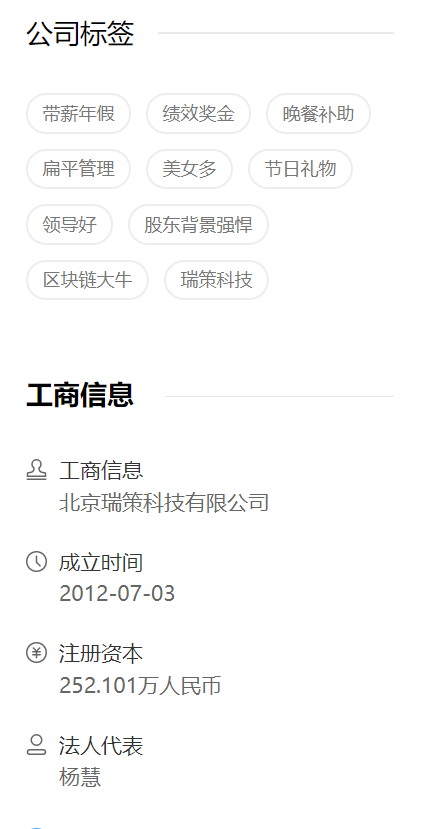 公司标签
带薪年假 绩效奖金 晚餐补助
扁平管理 美女多 节日礼物
领导好 股东背景强悍
区块链大牛 瑞策科技
工商信息
工商信息
北京瑞策科技有限公司
成立时间
2012-07-03
注册资本
252.101万人民币
法人代表
杨慧